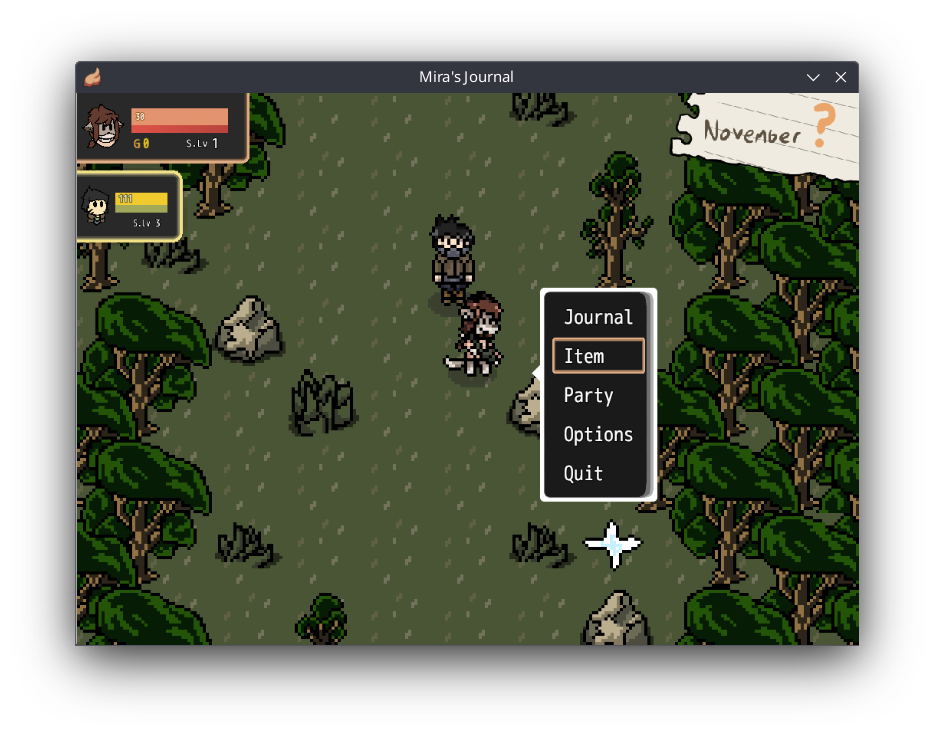 Mira's Journal
30
G 0 S.Lv 1
111
S.Lv 3
November ?
Journal
Item
Party
Options
Quit